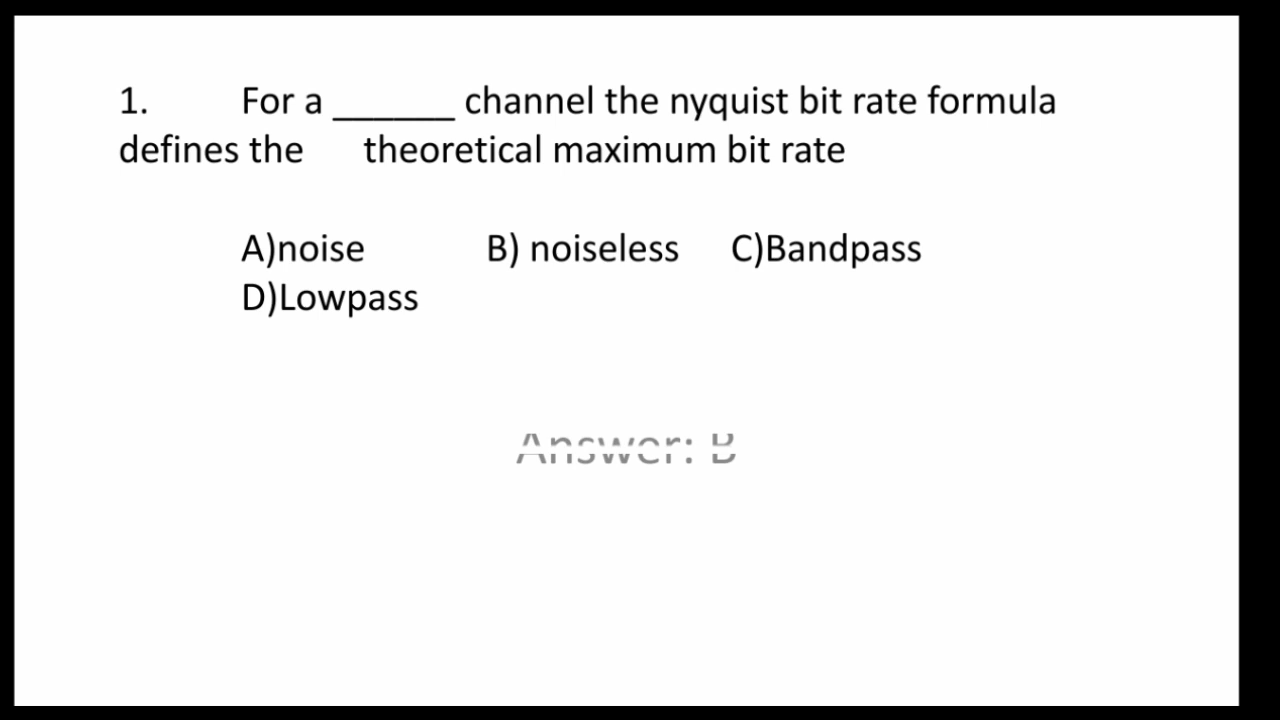 1. For a ______ channel the nyquist bit rate formula
defines the theoretical maximum bit rate
A)noise B) noiseless C)Bandpass
D)Lowpass
Answer: B